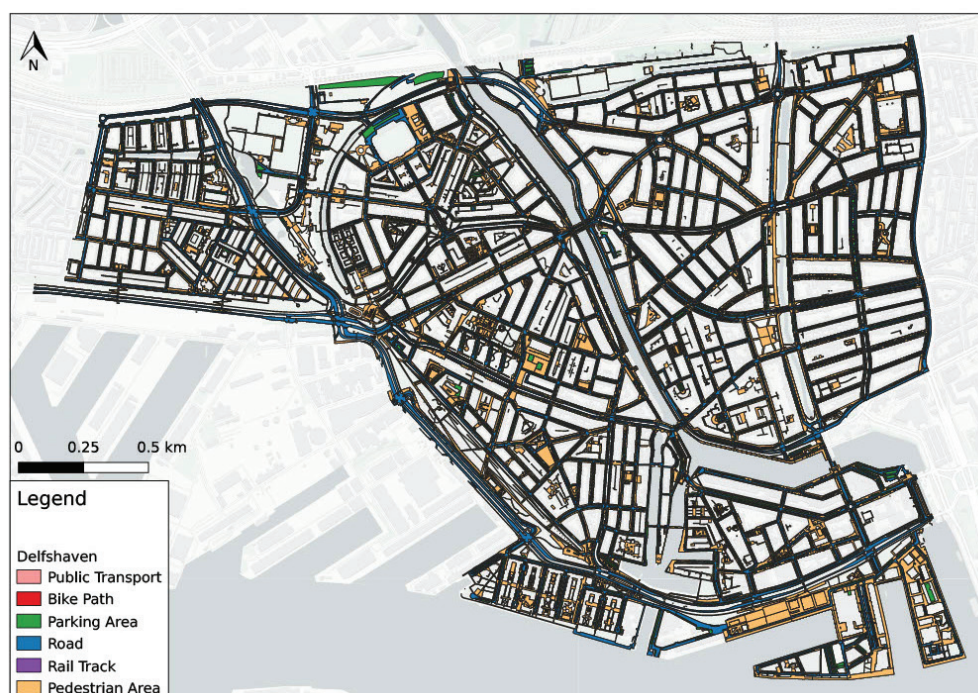 N
0 0.25 0.5 km
Legend
Delfshaven
Public Transport
Bike Path
Parking Area
Road
Rail Track
Pedestrian Area